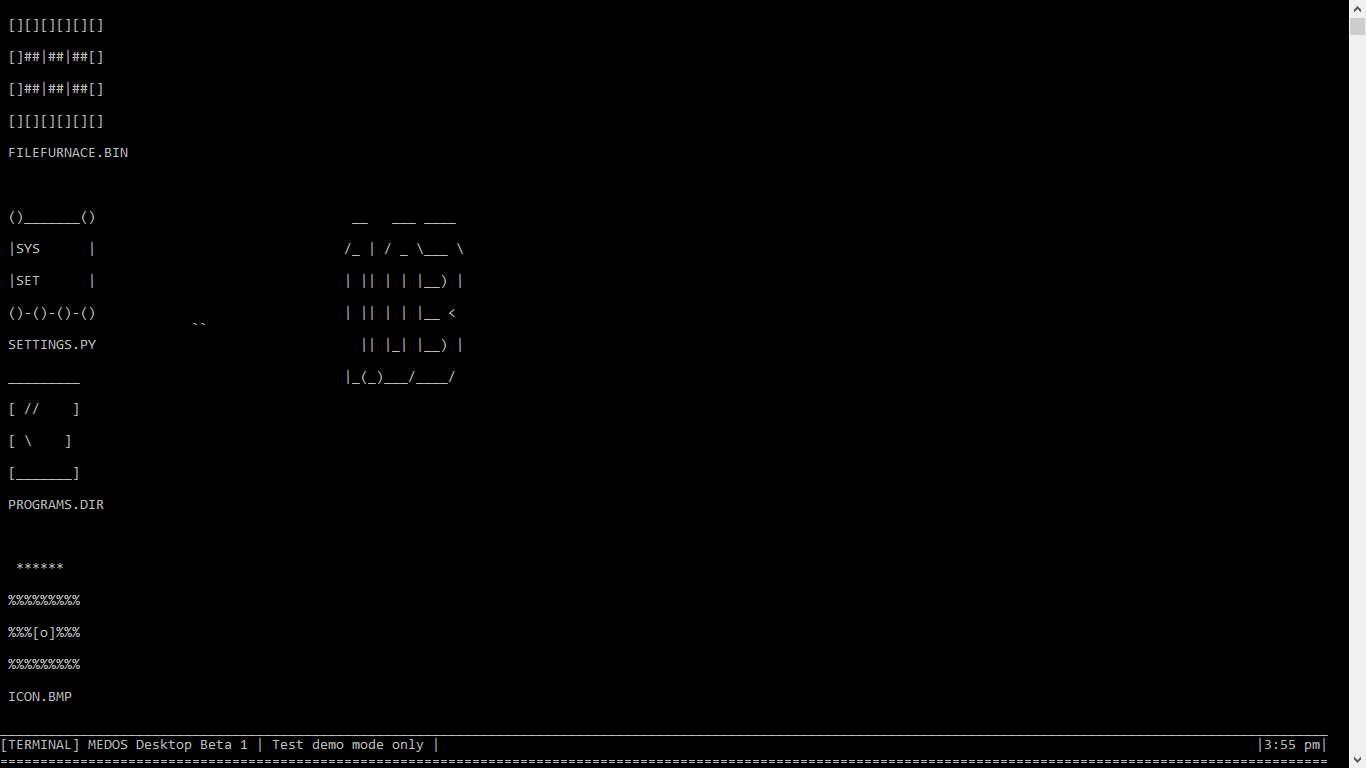 [][][][][][]
[]##|##|##[]
[]##|##|##[]
[][][][][][]
FILEFURNACE.BIN
()_______()                                __   ___ ____
|SYS      |                               /_ | / _ \___ \
|SET      |                               | || | | |__) |
()-()-()-()                               | || | | |__ <
                       ``
SETTINGS.PY                                 || |_| |__) |
_________                                 |_(_)___/____/
[ //    ]
[ \    ]
[_______]
PROGRAMS.DIR
 ******
%%%%%%%%%
%%%[o]%%%
%%%%%%%%%
ICON.BMP
[TERMINAL] MEDOS Desktop Beta 1 | Test demo mode only | |3:55 pm|